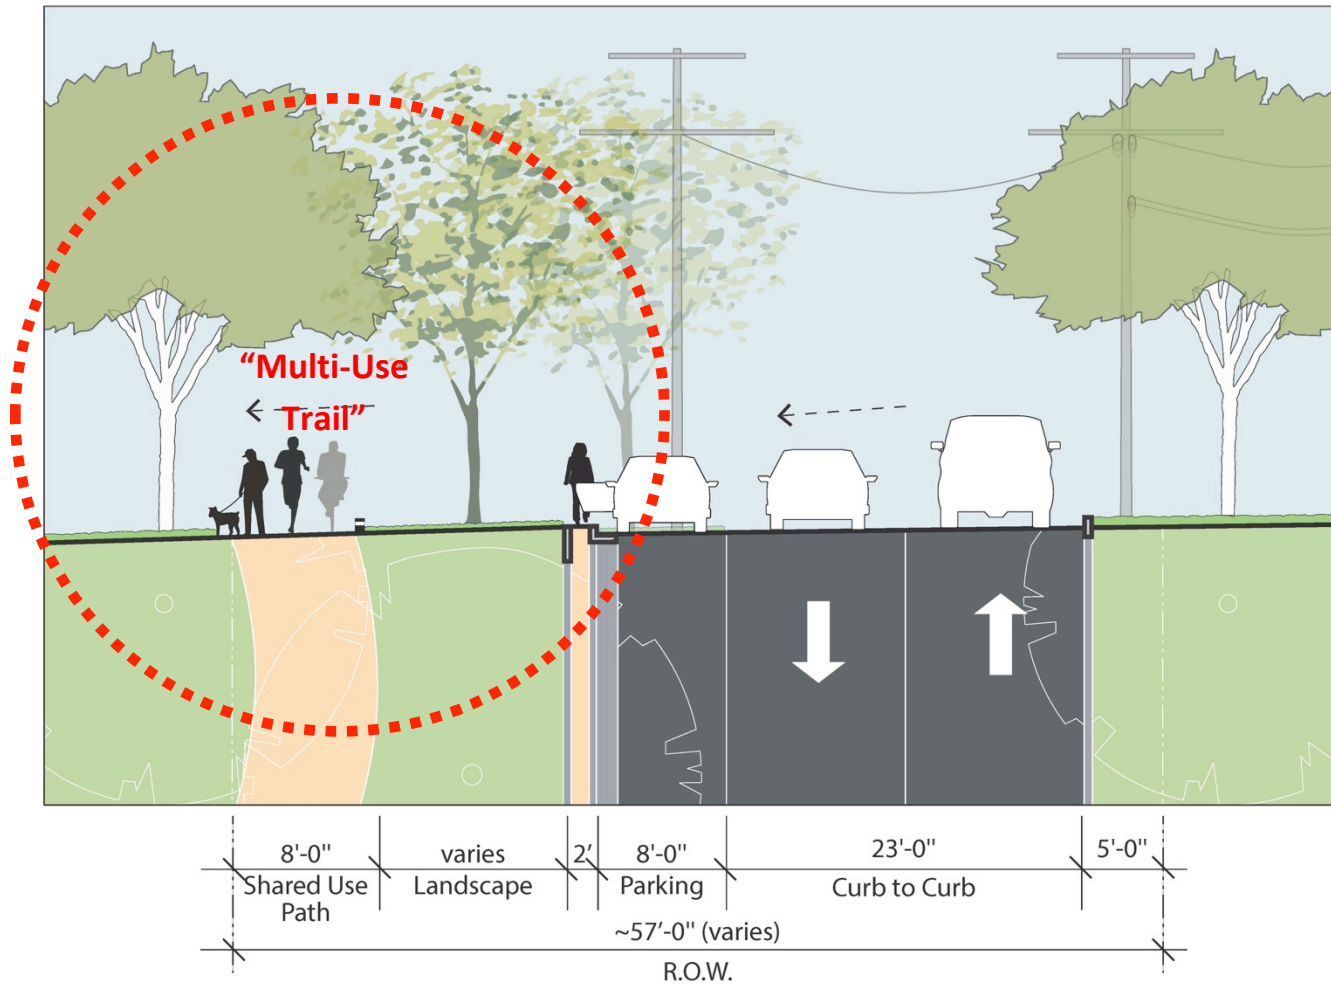 “Multi-Use
Trail”
8'-0"
varies
2'
8'-0"
23'-0"
5'-0"
Shared Use
Path
Landscape
Parking
Curb to Curb
~57’-0" (varies)
R.O.W.